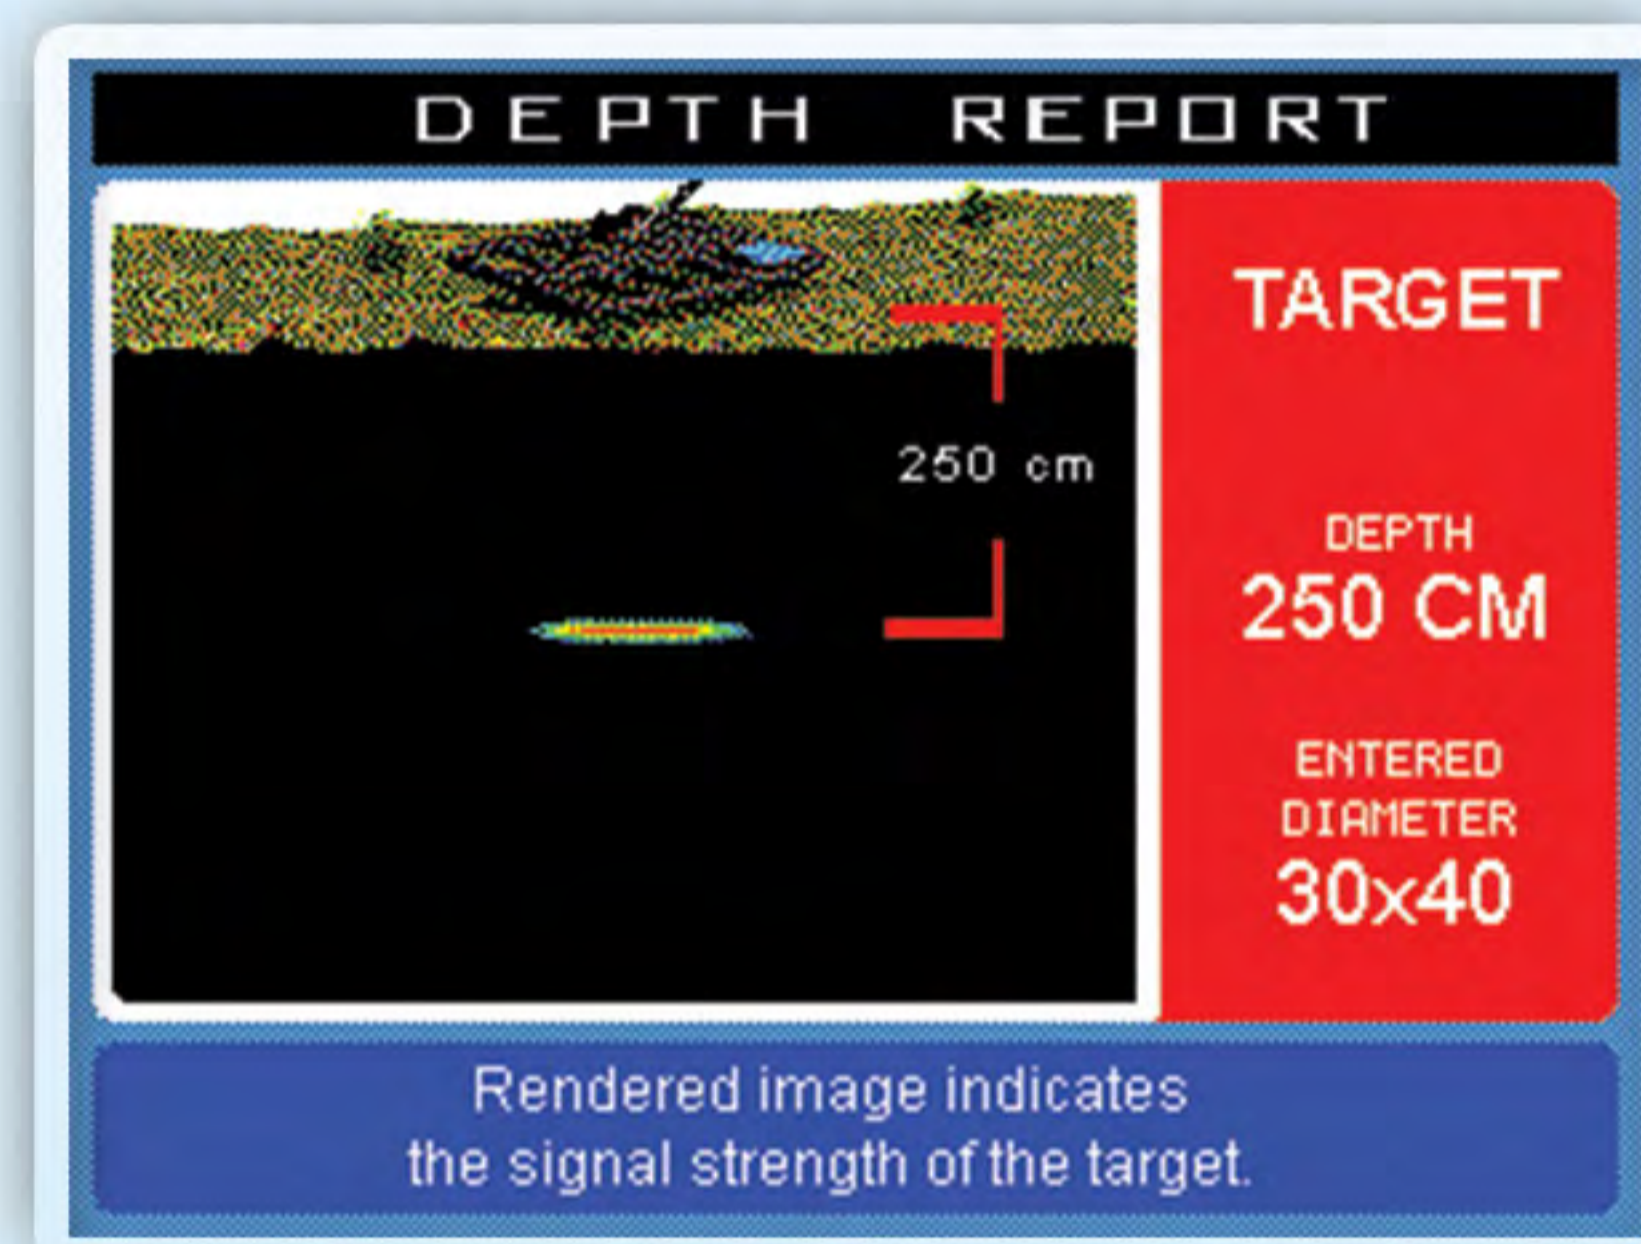 DEPTH REPORT
250 cm
TARGET
DEPTH
250 CM
ENTERED
DIAMETER
30x40
Rendered image indicates
the signal strength of the target.